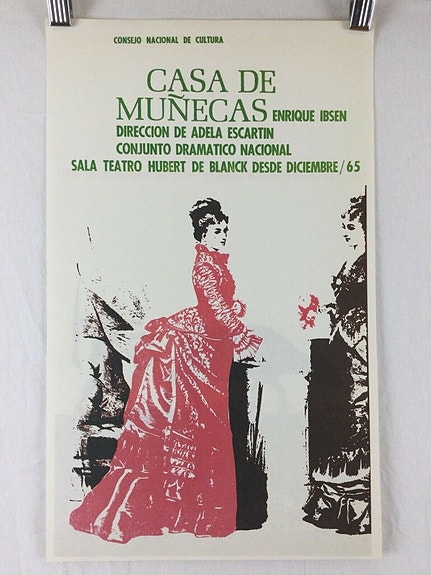 CONSEJO NACIONAL DE CULTURA
CASA DE
MUÑECAS ENRIQUE IBSEN
DIRECCION DE ADELA ESCARTIN
CONJUNTO DRAMATICO NACIONAL
SALA TEATRO HUBERT DE BLANCK DESDE DICIEMBRE/65